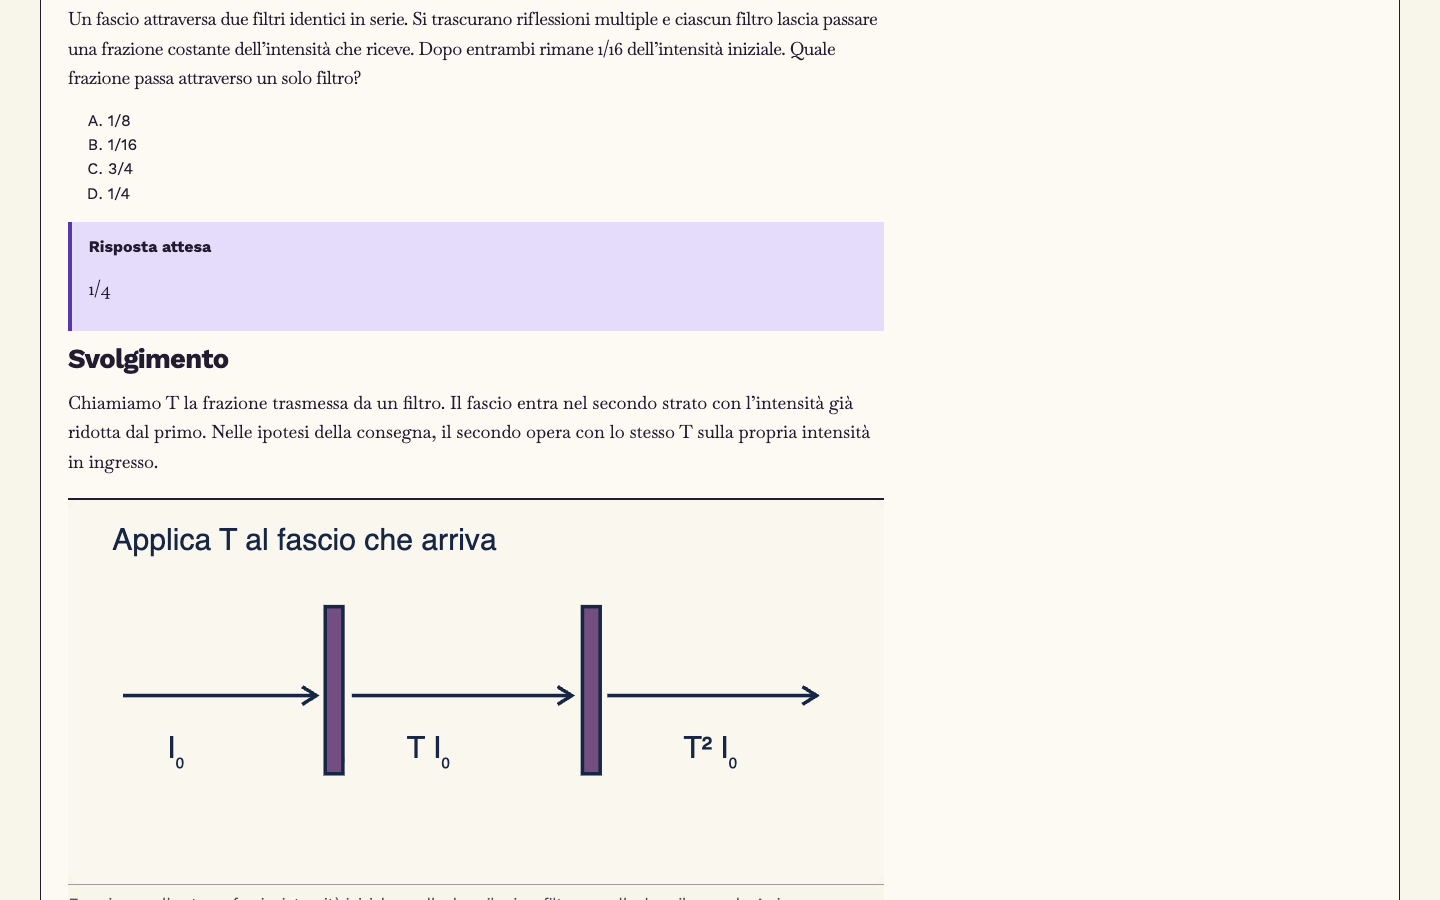 Un fascio attraversa due filtri identici in serie. Si trascurano riflessioni multiple e ciascun filtro lascia passare
una frazione costante dell’intensità che riceve. Dopo entrambi rimane 1/16 dell’intensità iniziale. Quale
frazione passa attraverso un solo filtro?
A. 1/8
B. 1/16
C. 3/4
D. 1/4
Risposta attesa
1/4
Svolgimento
Chiamiamo T la frazione trasmessa da un filtro. Il fascio entra nel secondo strato con l’intensità già
ridotta dal primo. Nelle ipotesi della consegna, il secondo opera con lo stesso T sulla propria intensità
in ingresso.
Applica T al fascio che arriva
I₀ T I₀ T² I₀